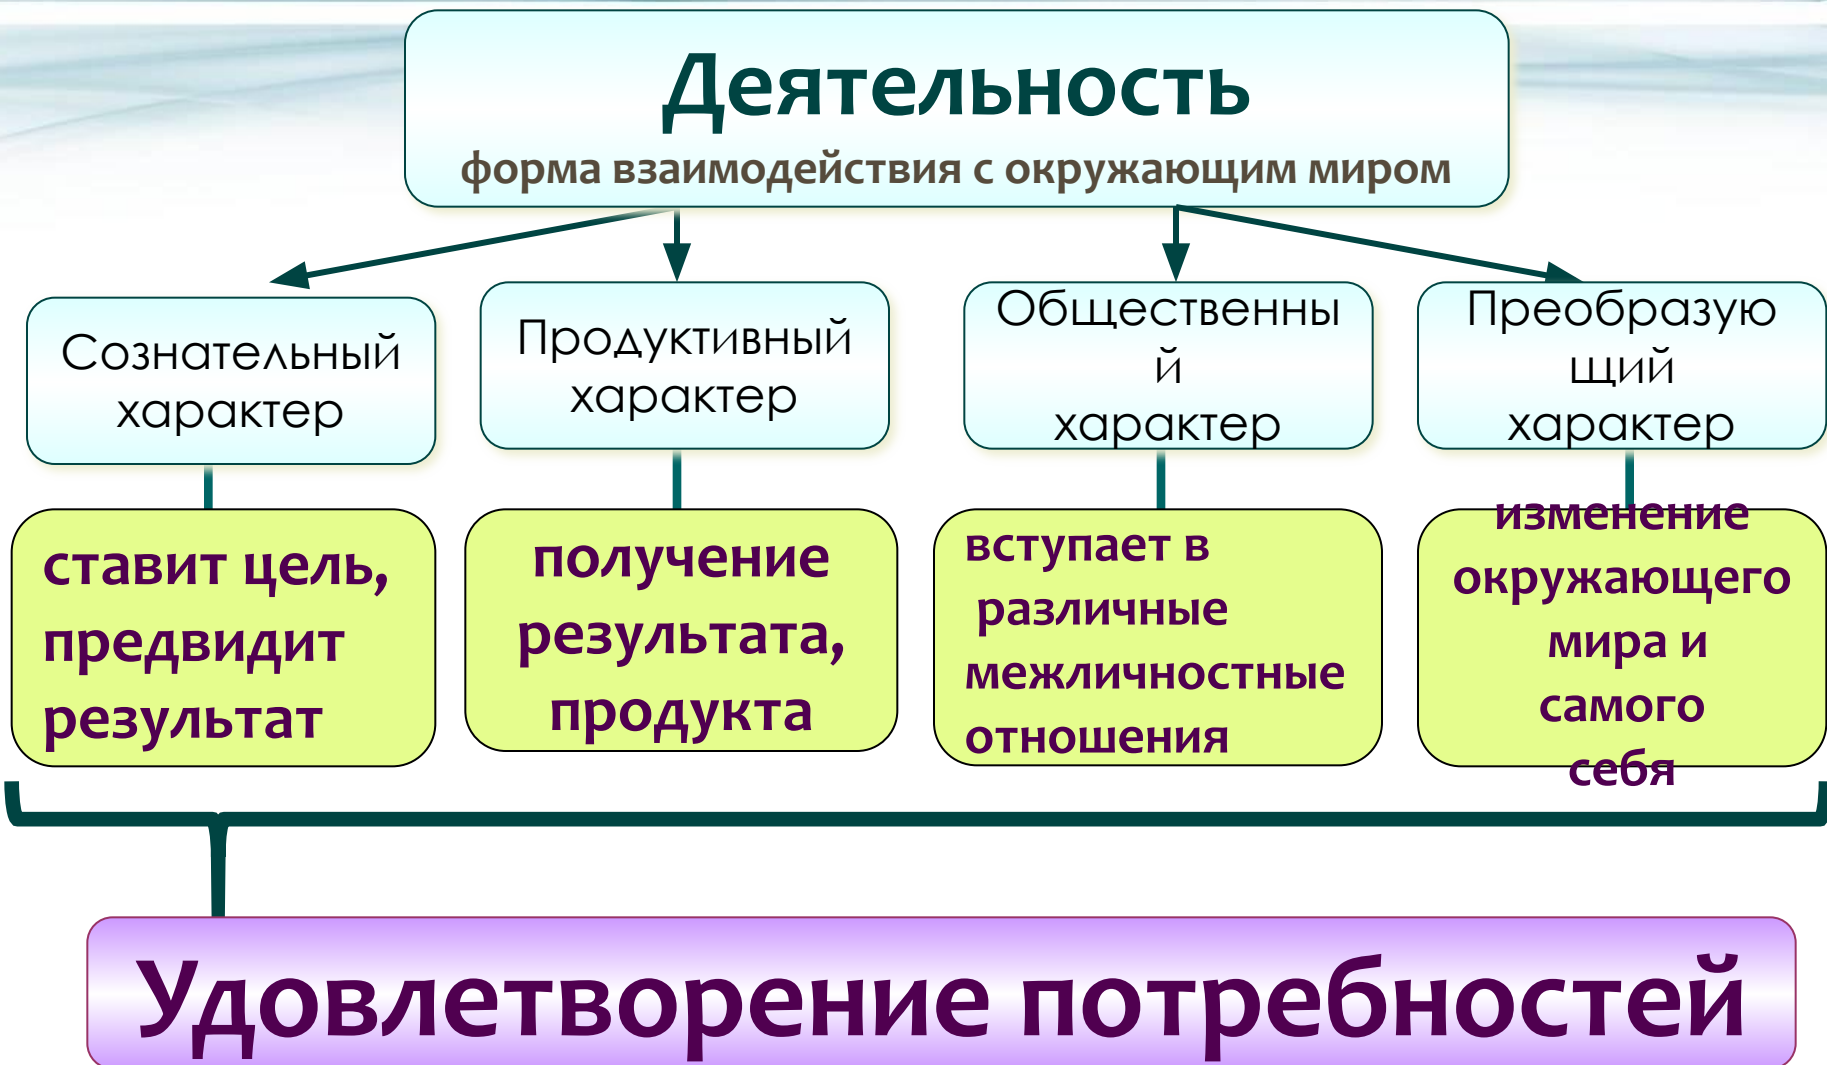 Деятельность
форма взаимодействия с окружающим миром
Сознательный
характер
Продуктивный
характер
Общественны
й
характер
Преобразую
щий
характер
ставит цель,
предвидит
результат
получение
результата,
продукта
вступает в
различные
межличностные
отношения
изменение
окружающего
мира и
самого
себя
Удовлетворение потребностей